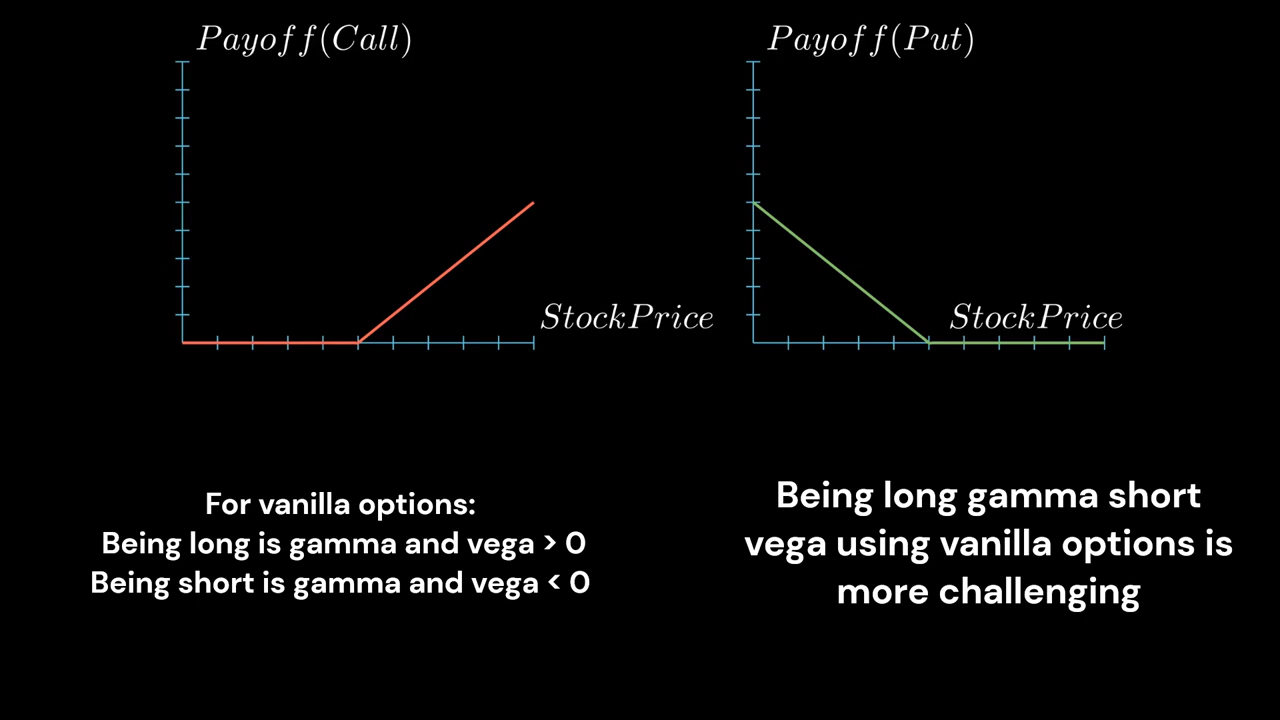 Payoff(Call)
Payoff(Put)
StockPrice
StockPrice
For vanilla options:
Being long is gamma and vega > 0
Being short is gamma and vega < 0
Being long gamma short
vega using vanilla options is
more challenging